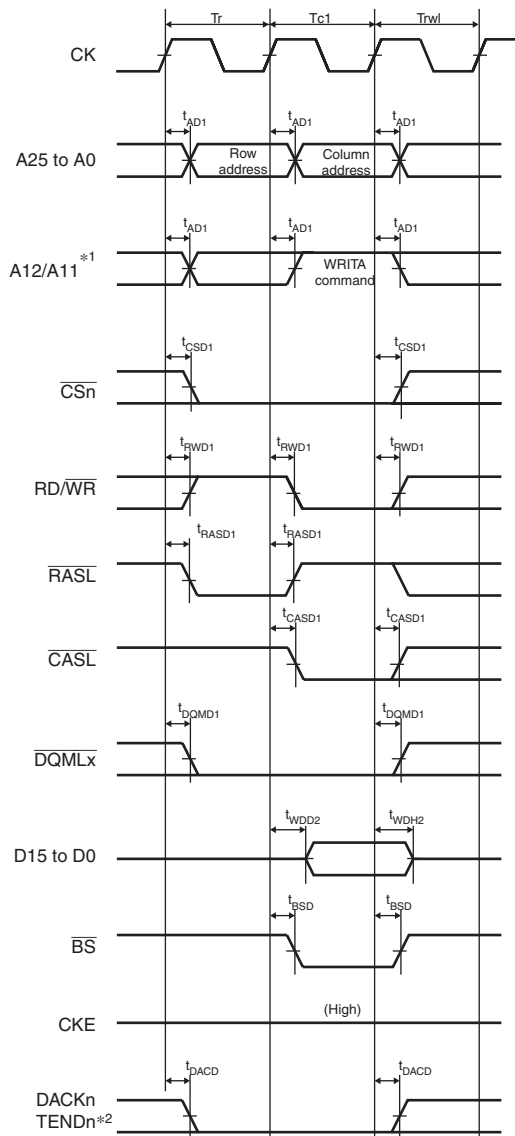 Tr Tc1 Trwl
CK
tAD1 tAD1 tAD1
A25 to A0
Row address
Column address
tAD1 tAD1 tAD1
A12/A11*1
WRITA command
tCSD1 tCSD1
CSn
tRWD1 tRWD1 tRWD1
RD/WR
tRASD1 tRASD1
RASL
tCASD1 tCASD1
CASL
tDQMD1 tDQMD1
DQMLx
tWDD2 tWDH2
D15 to D0
tBSD tBSD
BS
(High)
CKE
tDACD tDACD
DACKn
TENDn*2